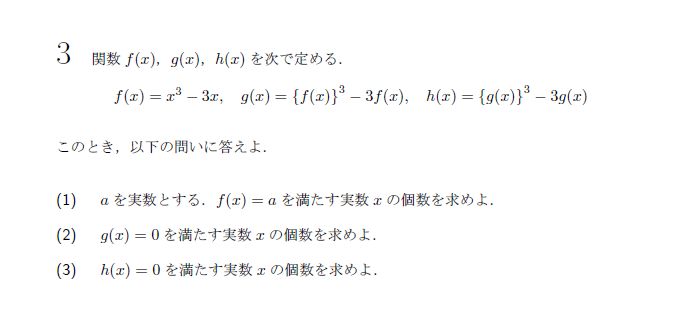 3 関数 f(x), g(x), h(x) を次で定める.
f(x) = x³ − 3x, g(x) = {f(x)}³ − 3f(x), h(x) = {g(x)}³ − 3g(x)
このとき, 以下の問いに答えよ.
(1) a を実数とする. f(x) = a を満たす実数 x の個数を求めよ.
(2) g(x) = 0 を満たす実数 x の個数を求めよ.
(3) h(x) = 0 を満たす実数 x の個数を求めよ.